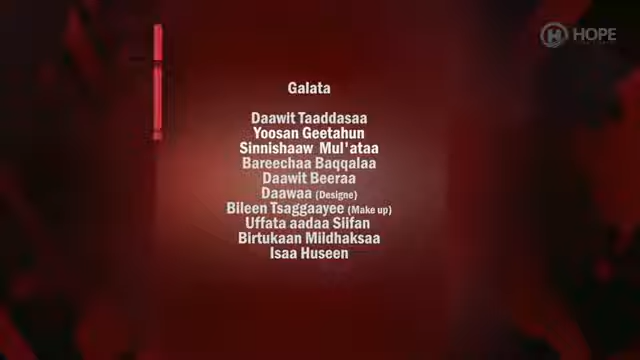 HOPE
Galata
Daawit Taaddasaa
Yoosan Geetahun
Sinnishaaw Mul'ataa
Bareechaa Baqqalaa
Daawit Beeraa
Daawaa (Designe)
Bileen Tsaggaayee (Make up)
Uffata aadaa Siifan
Birtukaan Miidhaksaa
Isaa Huseen